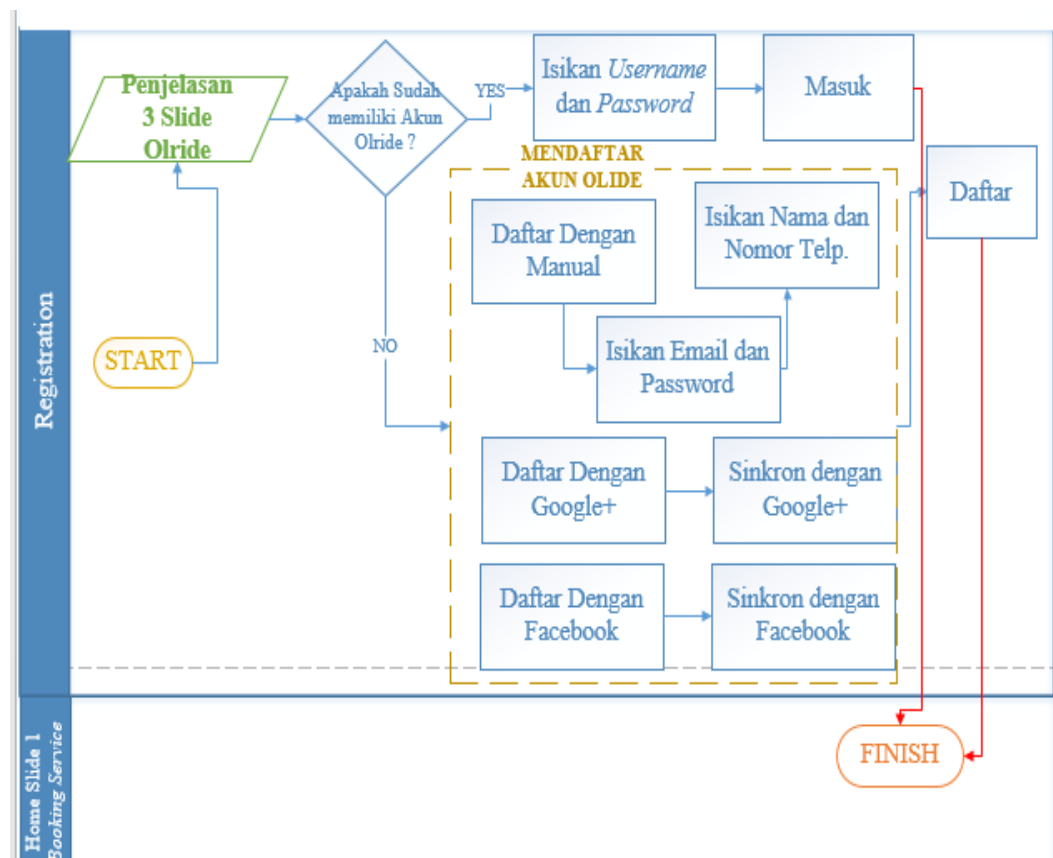 Registration
START
Penjelasan
3 Slide
Olride
Apakah Sudah
memiliki Akun
Olride ?
YES
Isikan Username
dan Password
Masuk
NO
MENDAFTAR
AKUN OLIDE
Daftar Dengan
Manual
Isikan Email dan
Password
Isikan Nama dan
Nomor Telp.
Daftar Dengan
Google+
Sinkron dengan
Google+
Daftar Dengan
Facebook
Sinkron dengan
Facebook
Daftar
FINISH
Home Slide 1
Booking Service